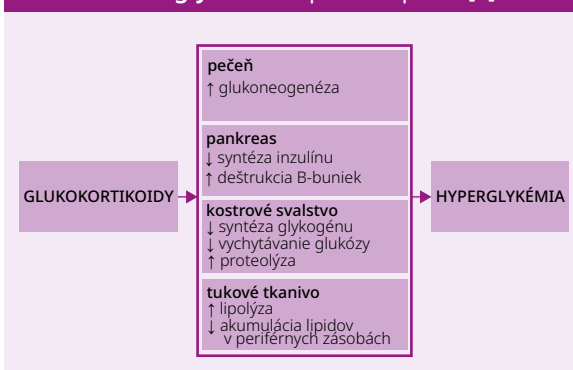 GLUKOKORTIKOIDY
pečeň
↑ glukoneogenéza
pankreas
↓ syntéza inzulínu
↑ deštrukcia B-buniek
kostrové svalstvo
↓ syntéza glykogénu
↓ vychytávanie glukózy
↑ proteolýza
tukové tkanivo
↑ lipolýza
↓ akumulácia lipidov
v periférnych zásobách
HYPERGLYKÉMIA